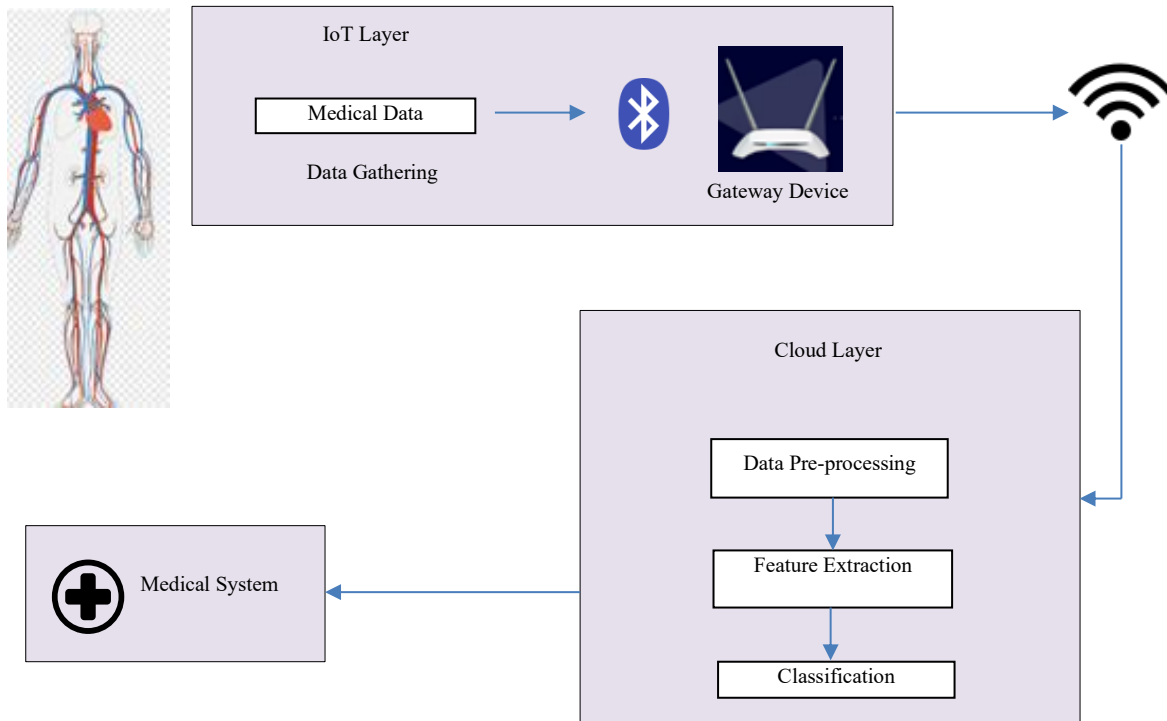 IoT Layer
Medical Data
Data Gathering
Gateway Device
Cloud Layer
Data Pre-processing
Feature Extraction
Classification
Medical System